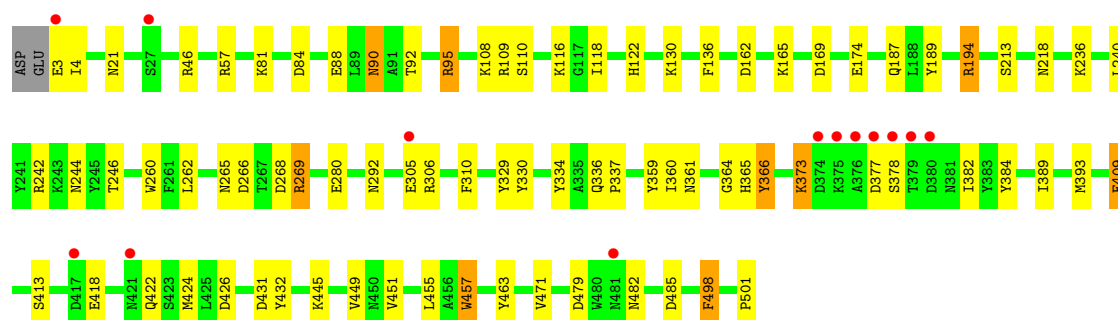 ASP GLU E3 I4 N21 S27 R46 R57 K81 D84 E88 L89 N90 A91 T92 R95 K108 R109 S110 K116 G117 I118 H122 K130 F136 D162 K165 D169 E174 Q187 L188 Y189 R194 S213 N218 K236 L240
Y241 R242 K243 N244 Y245 T246 W260 F261 L262 N265 D266 T267 D268 R269 E280 N292 E305 R306 F310 Y329 Y330 Y334 A335 Q336 P337 Y359 I360 N361 G364 H365 Y366 K373 D374 K375 A376 D377 S378 T379 D380 N381 I382 Y383 Y384 I389 M393
S413 D417 E418 N421 Q422 S423 M424 L425 D426 D431 Y432 K445 V449 N450 V451 L455 A456 W457 Y463 V471 D479 W480 N481 N482 D485 F498 P501